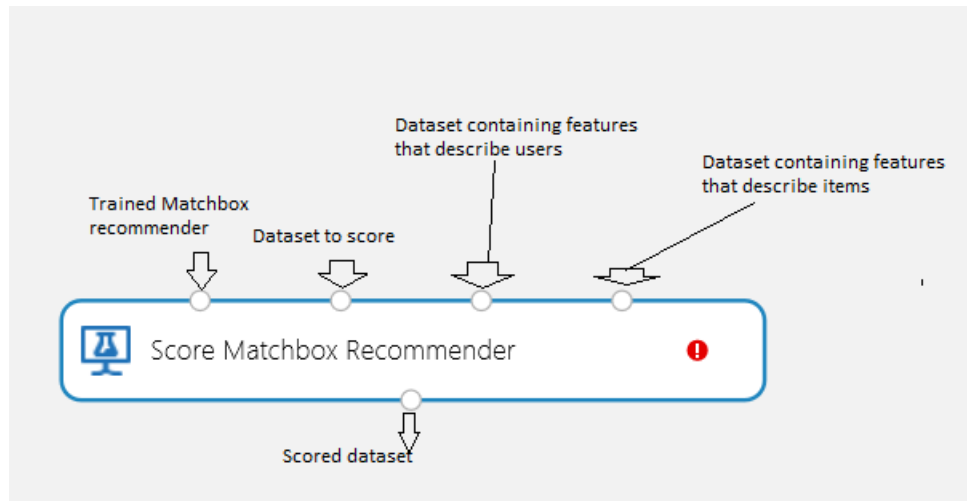 Dataset containing features
that describe users
Dataset containing features
that describe items
Trained Matchbox
recommender
Dataset to score
Score Matchbox Recommender
Scored dataset